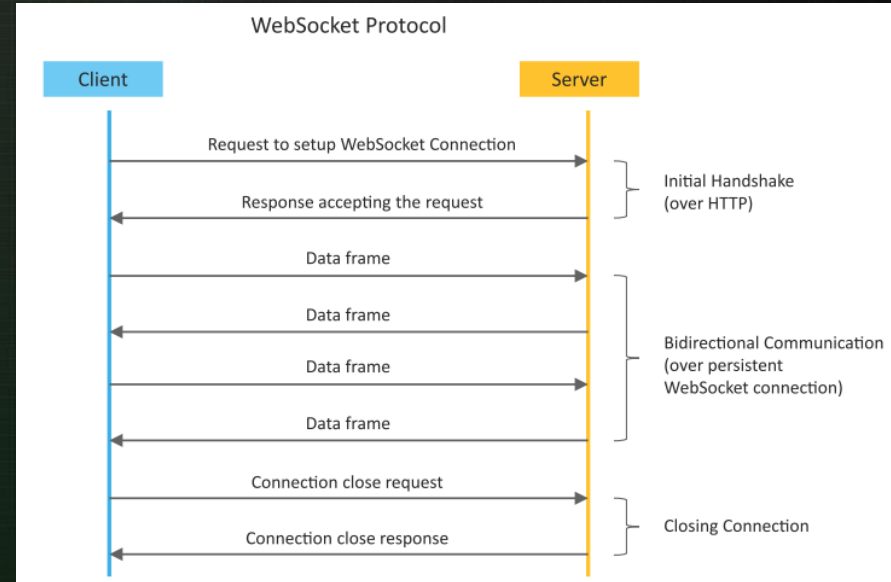 WebSocket Protocol
Client
Server
Request to setup WebSocket Connection
Response accepting the request
Initial Handshake
(over HTTP)
Data frame
Data frame
Data frame
Data frame
Bidirectional Communication
(over persistent
WebSocket connection)
Connection close request
Connection close response
Closing Connection